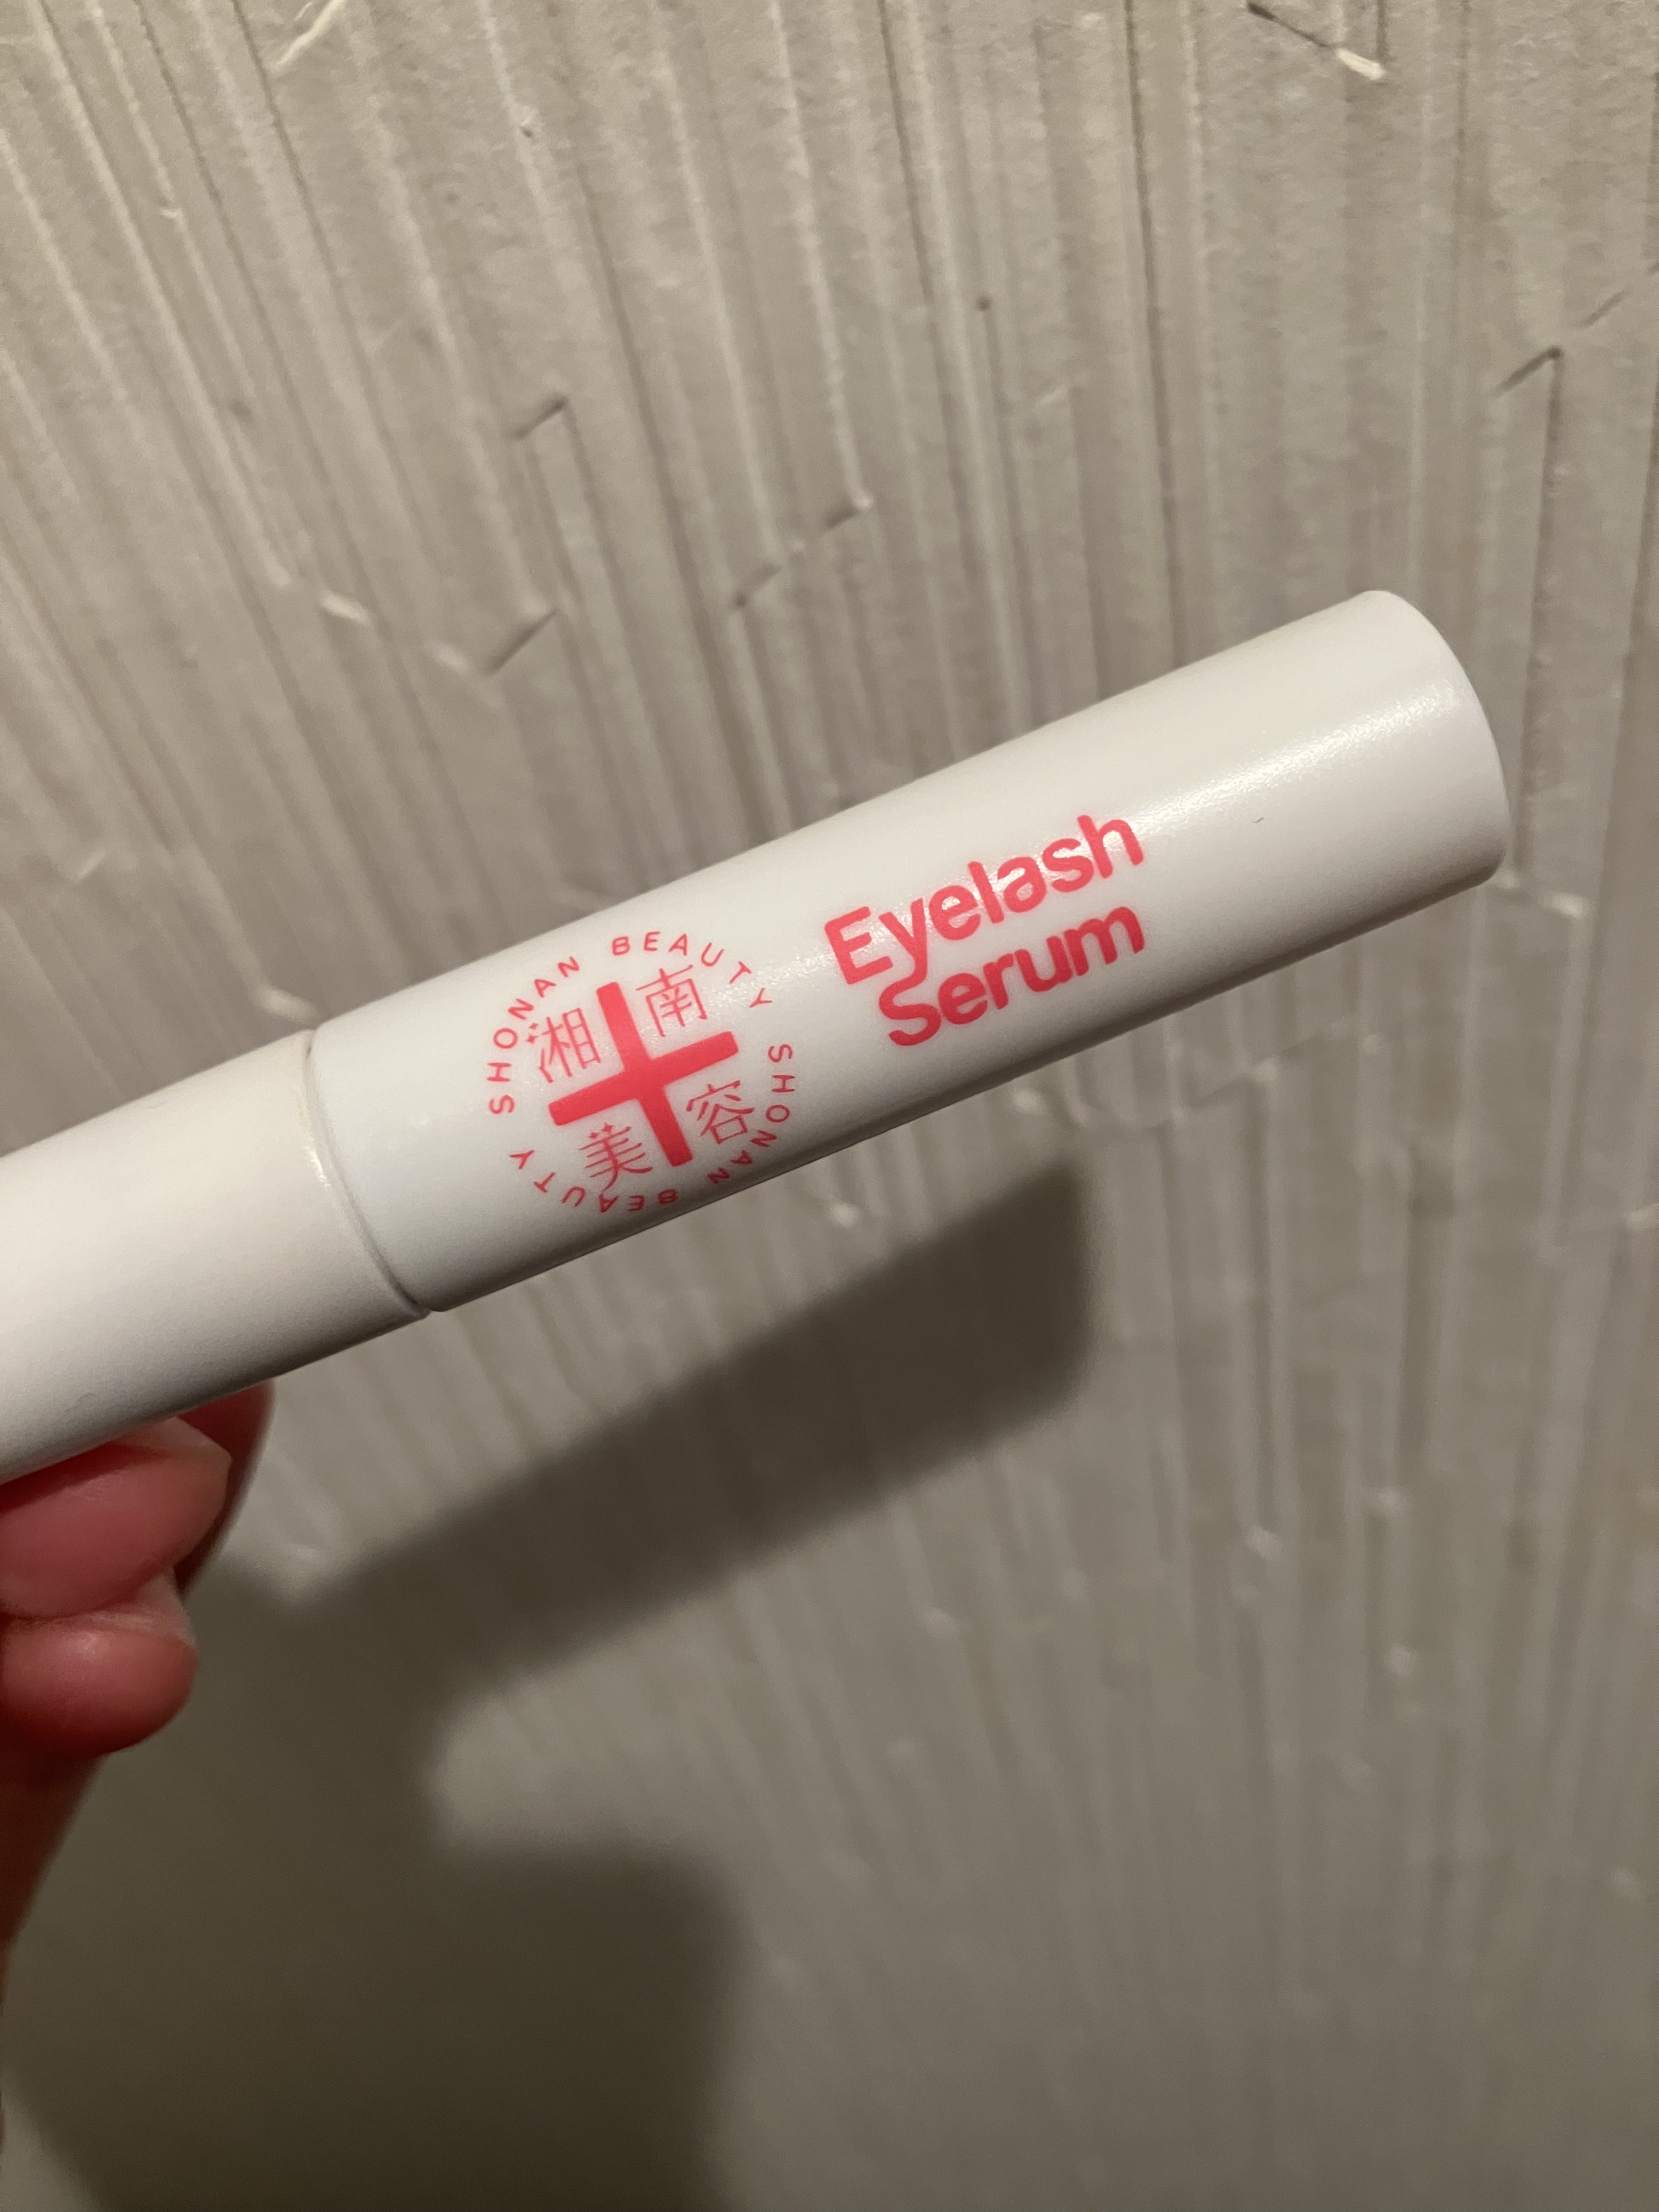 SHONAN BEAUTY SHONAN BEAUTY
湘南
美容
Eyelash
Serum